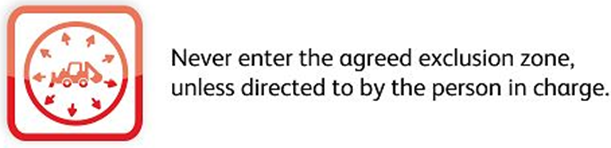 Never enter the agreed exclusion zone,
unless directed to by the person in charge.